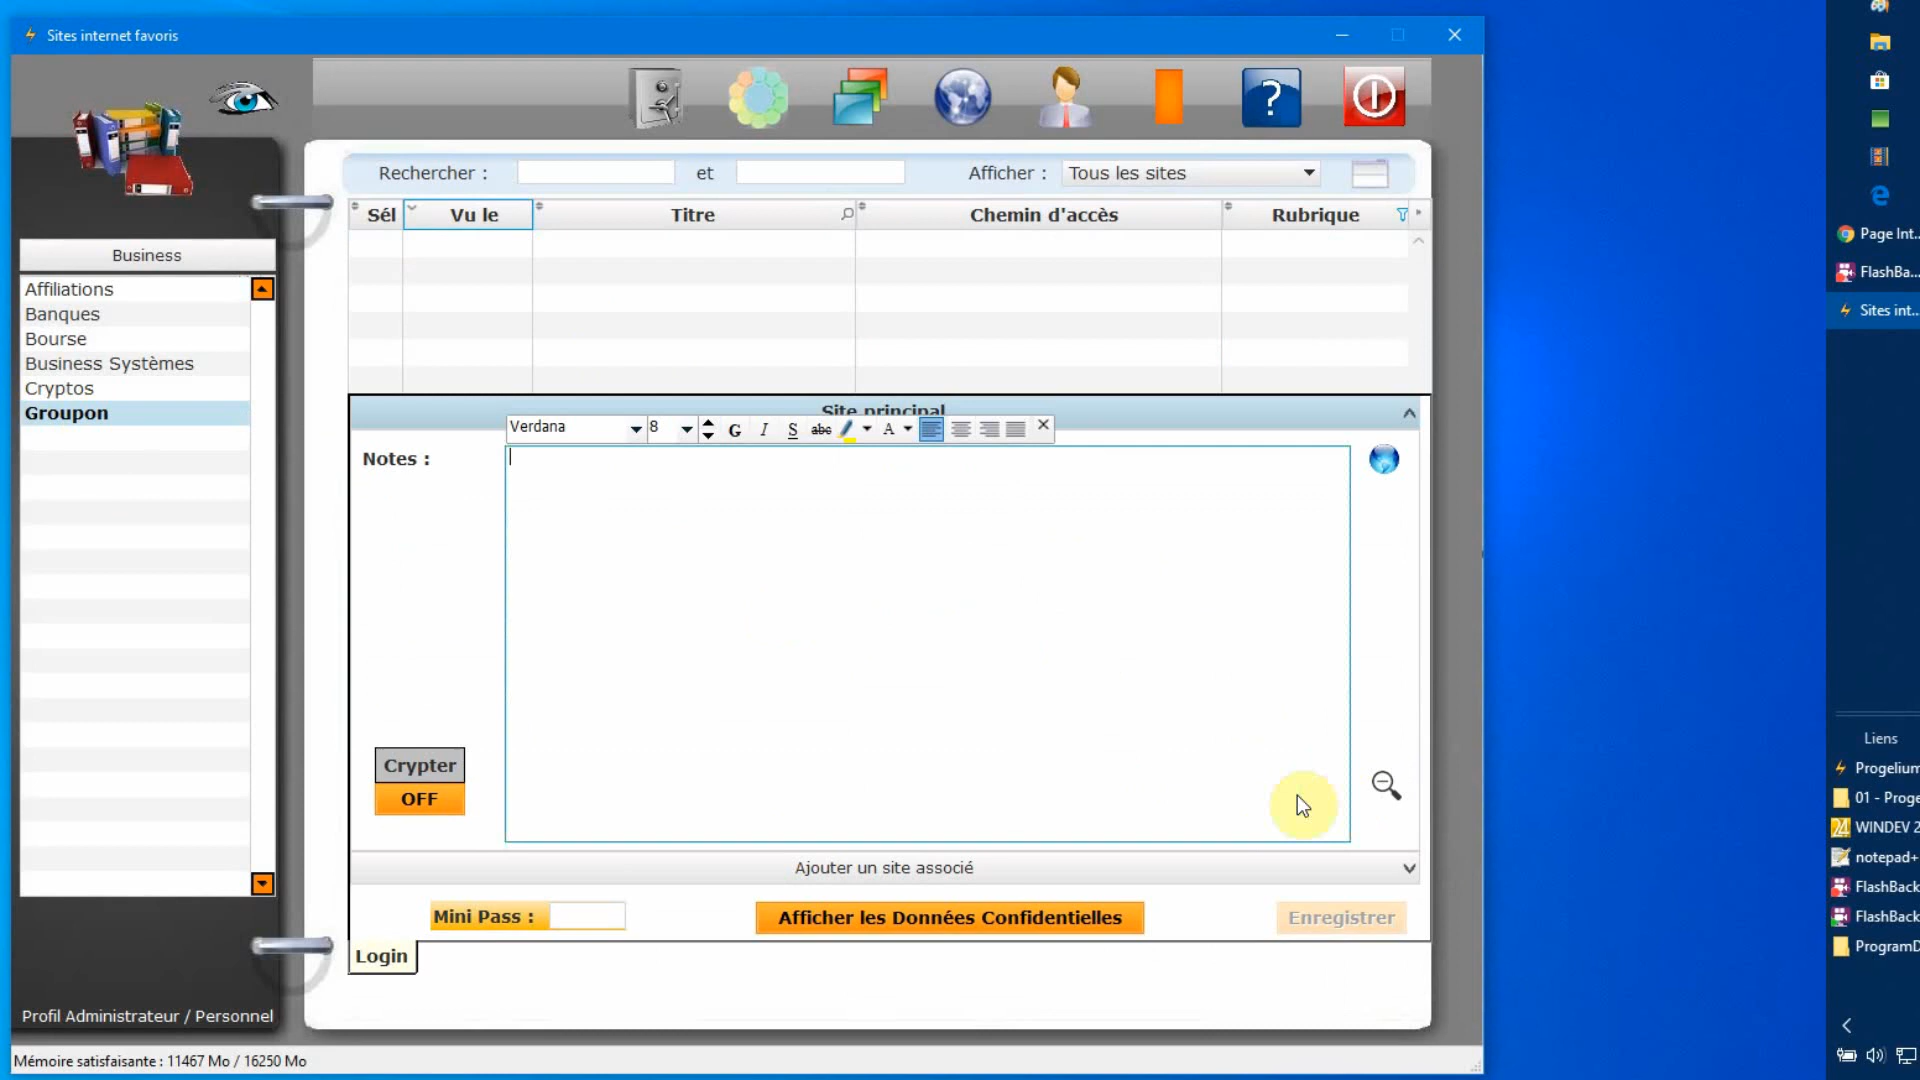 Sites internet favoris
Rechercher :
et
Afficher :
Tous les sites
Sél
Vu le
Titre
Chemin d'accès
Rubrique
Business
Affiliations
Banques
Bourse
Business Systèmes
Cryptos
Groupon
Site principal
Verdana
8
G
I
S
abc
A
Notes :
Crypter
OFF
Ajouter un site associé
Mini Pass :
Afficher les Données Confidentielles
Enregistrer
Login
Profil Administrateur / Personnel
Mémoire satisfaisante : 11467 Mo / 16250 Mo
Page Int...
FlashBa...
Sites int...
Liens
Progelium
01 - Proge
WINDEV 2
notepad+
FlashBack
FlashBack
ProgramD